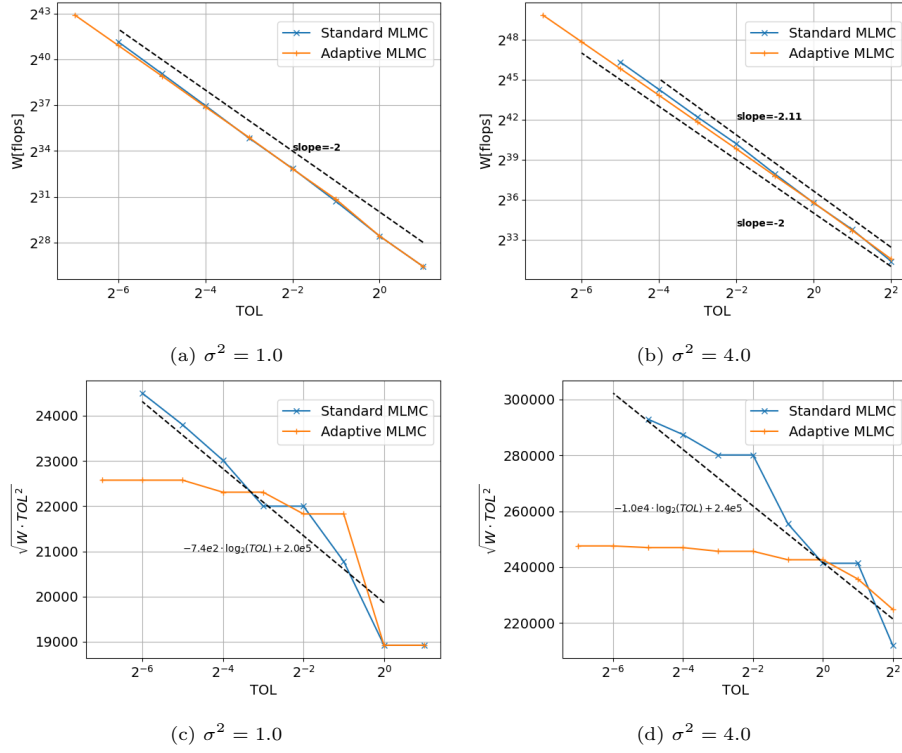 2^43
2^40
2^37
2^34
2^31
2^28
W[flops]
Standard MLMC
Adaptive MLMC
slope=-2
2^−6
2^−4
2^−2
2^0
TOL
(a) σ² = 1.0
2^48
2^45
2^42
2^39
2^36
2^33
W[flops]
Standard MLMC
Adaptive MLMC
slope=-2.11
slope=-2
2^−6
2^−4
2^−2
2^0
2^2
TOL
(b) σ² = 4.0
24000
23000
22000
21000
20000
19000
√W · TOL²
Standard MLMC
Adaptive MLMC
−7.4e2 · log₂(TOL) + 2.0e5
2^−6
2^−4
2^−2
2^0
TOL
(c) σ² = 1.0
300000
280000
260000
240000
220000
√W · TOL²
Standard MLMC
Adaptive MLMC
−1.0e4 · log₂(TOL) + 2.4e5
2^−6
2^−4
2^−2
2^0
2^2
TOL
(d) σ² = 4.0